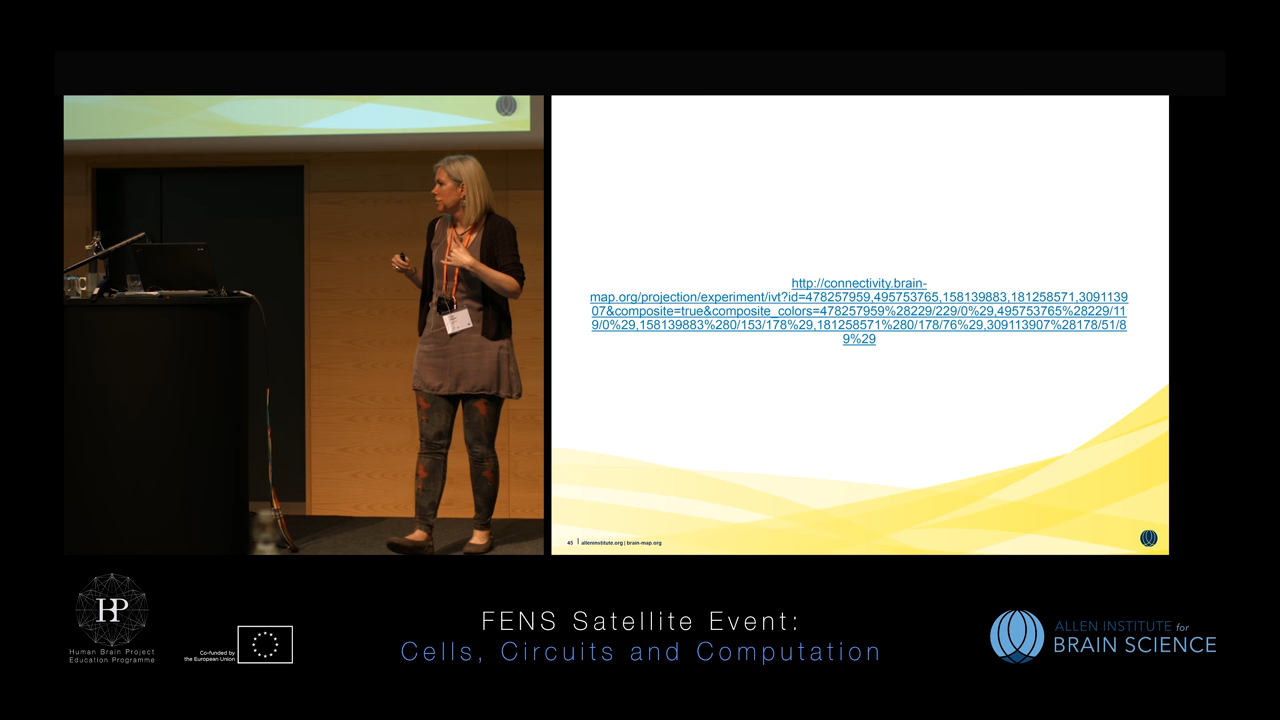 http://connectivity.brain-
map.org/projection/experiment/ivt?id=478257959,495753765,158139883,181258571,3091139
07&composite=true&composite_colors=478257959%28229/229/0%29,495753765%28229/11
9/0%29,158139883%280/153/178%29,181258571%280/178/76%29,309113907%28178/51/8
9%29
45 | alleninstitute.org | brain-map.org
HBP
Human Brain Project
Education Programme
Co-funded by
the European Union
FENS Satellite Event:
Cells, Circuits and Computation
ALLEN INSTITUTE for
BRAIN SCIENCE